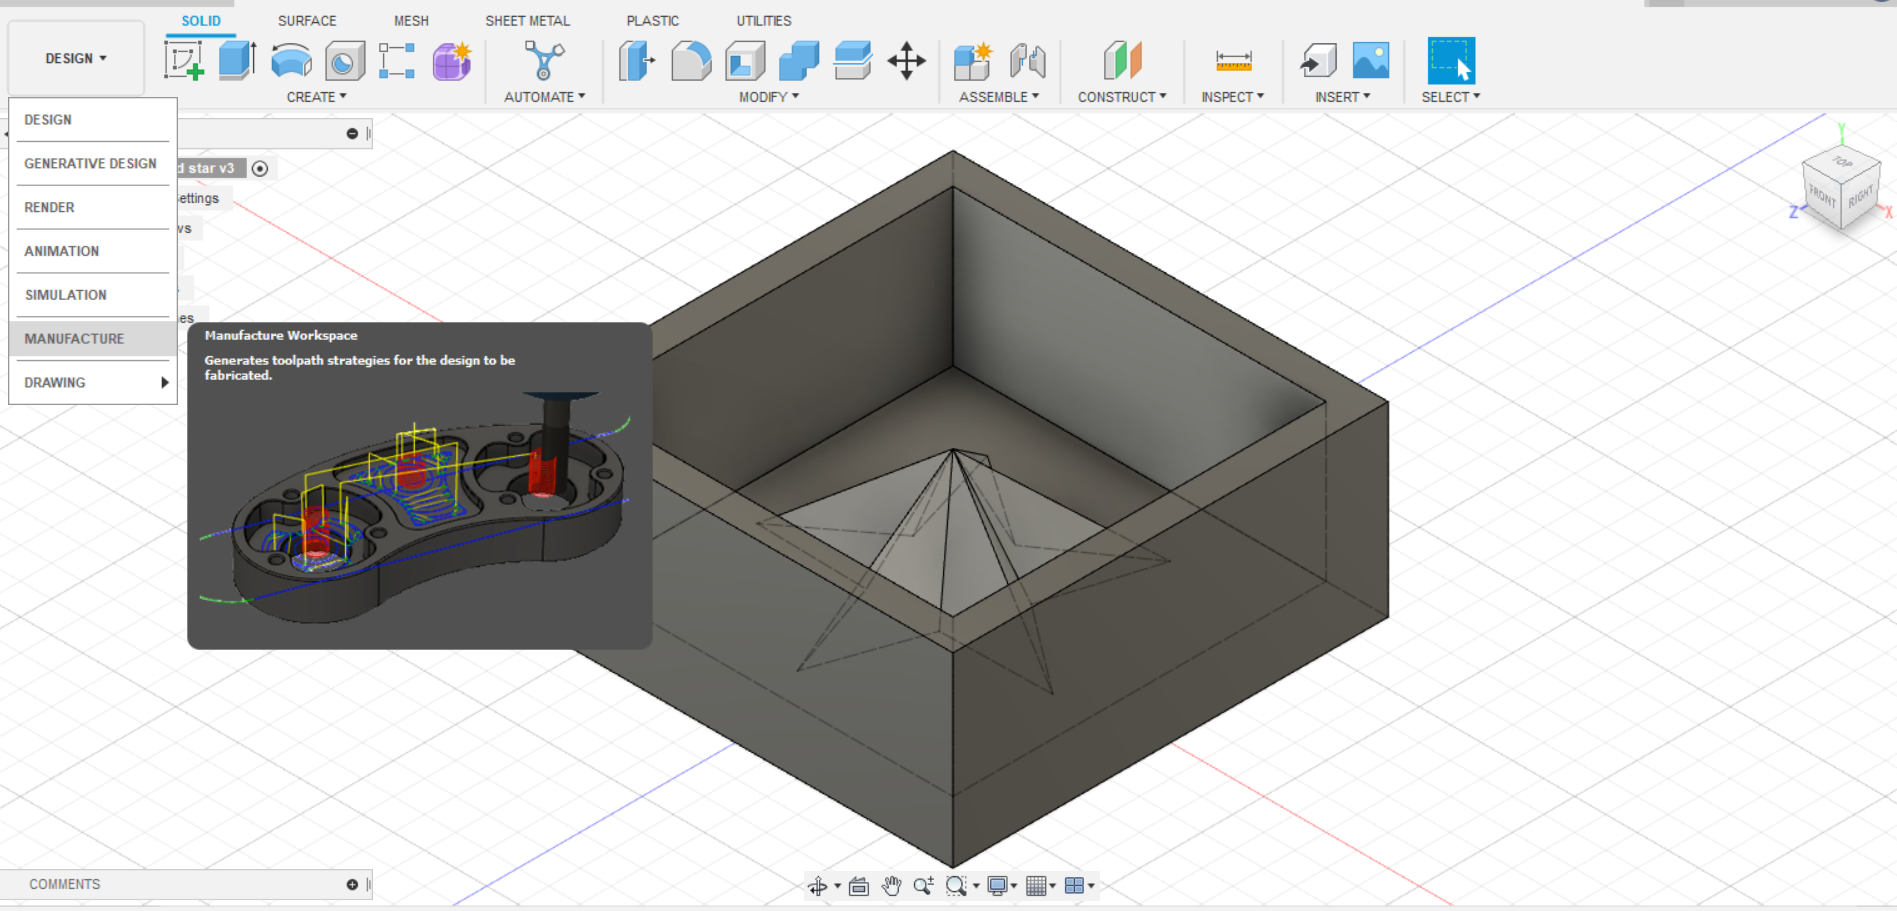 SOLID
SURFACE
MESH
SHEET METAL
PLASTIC
UTILITIES
DESIGN
CREATE
AUTOMATE
MODIFY
ASSEMBLE
CONSTRUCT
INSPECT
INSERT
SELECT
DESIGN
GENERATIVE DESIGN
RENDER
ANIMATION
SIMULATION
MANUFACTURE
DRAWING
d star v3
ettings
ws
es
Manufacture Workspace
Generates toolpath strategies for the design to be
fabricated.
Y
TOP
FRONT
RIGHT
Z
X
COMMENTS